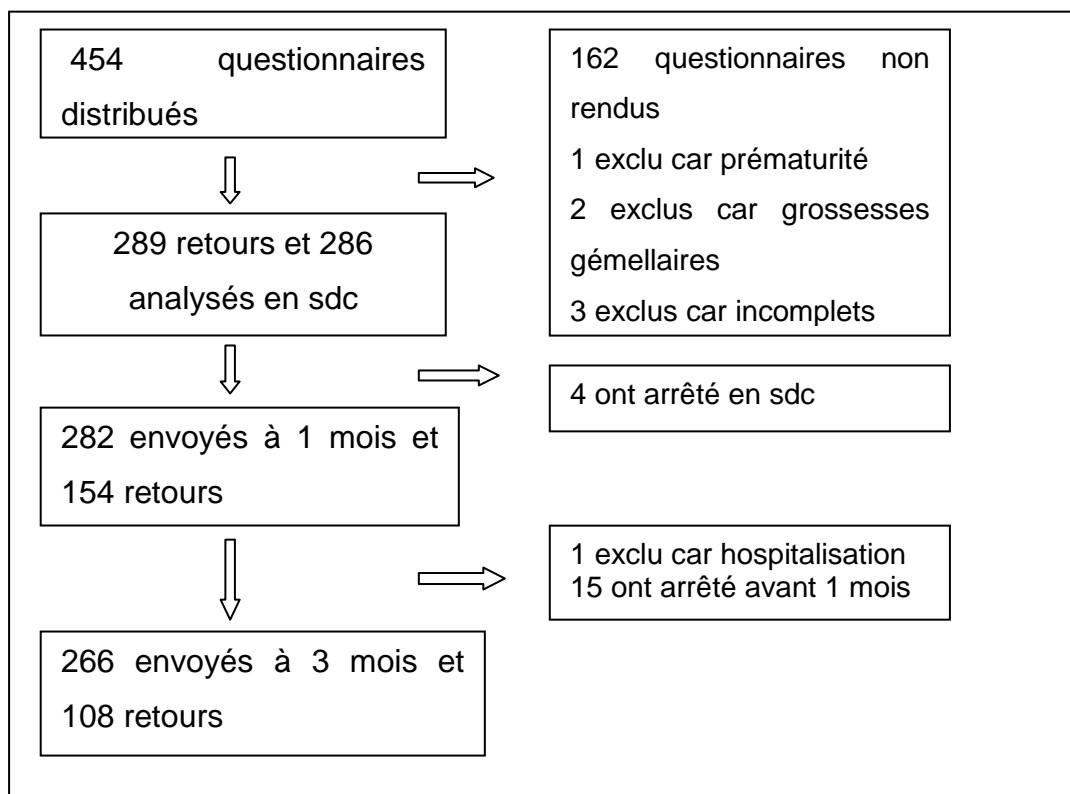 454 questionnaires
distribués
162 questionnaires non
rendus
1 exclu car prématurité
2 exclus car grossesses
gémellaires
3 exclus car incomplets
289 retours et 286
analysés en sdc
4 ont arrêté en sdc
282 envoyés à 1 mois et
154 retours
1 exclu car hospitalisation
15 ont arrêté avant 1 mois
266 envoyés à 3 mois et
108 retours